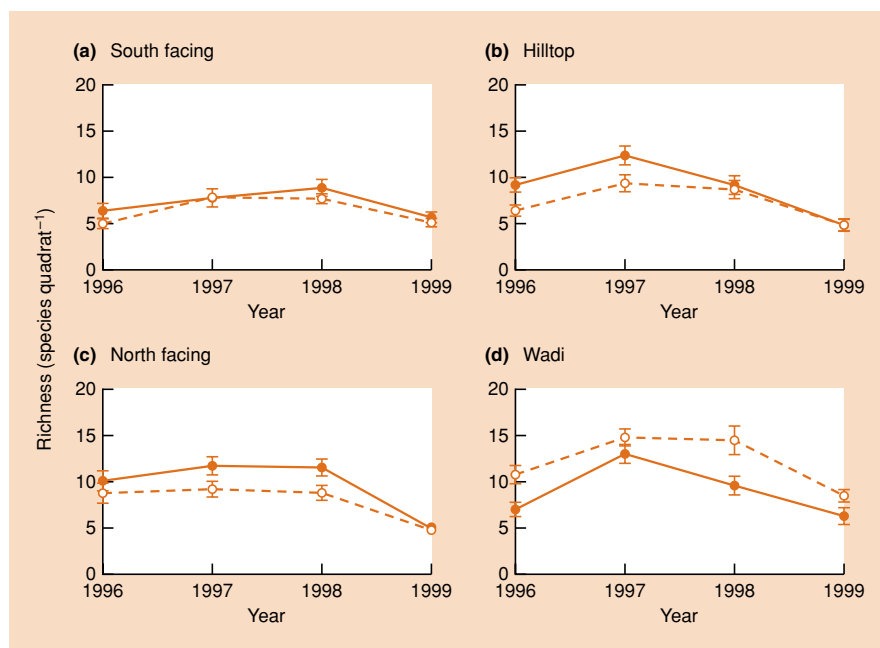 (a) South facing
20
15
10
5
0
1996 1997 1998 1999
Year
(b) Hilltop
20
15
10
5
0
1996 1997 1998 1999
Year
Richness (species quadrat⁻¹)
(c) North facing
20
15
10
5
0
1996 1997 1998 1999
Year
(d) Wadi
20
15
10
5
0
1996 1997 1998 1999
Year